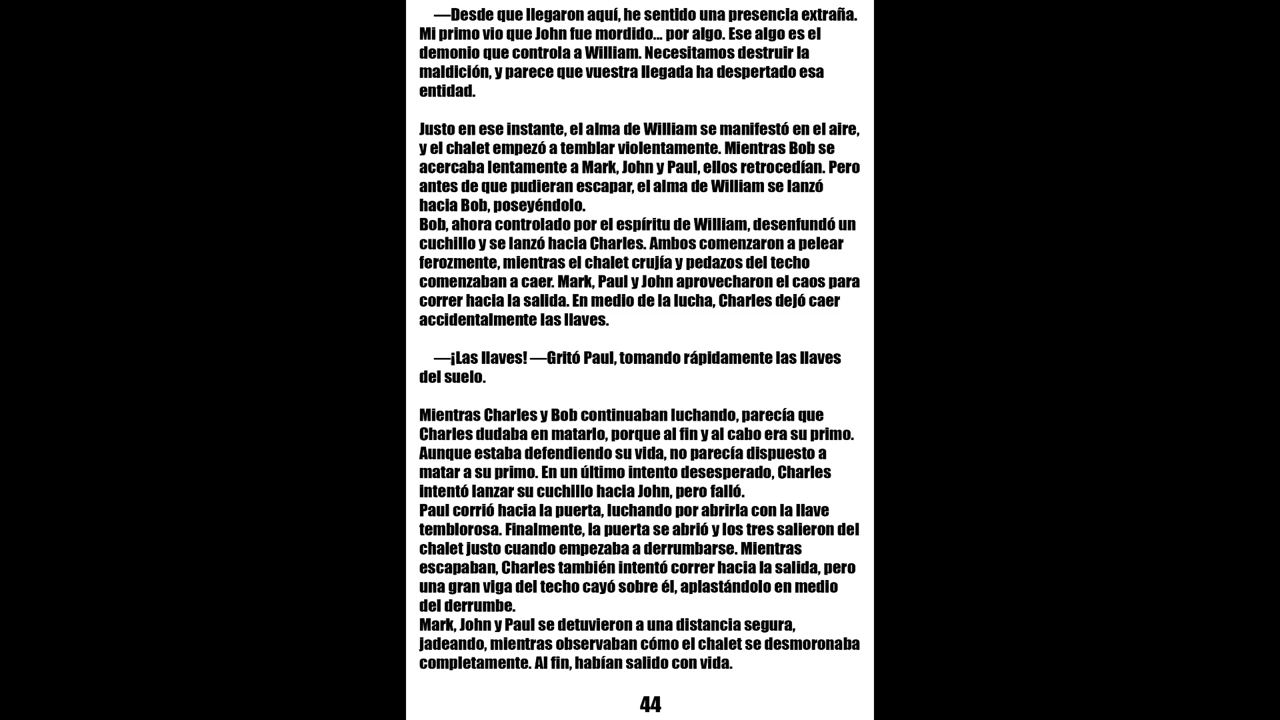 —Desde que llegaron aquí, he sentido una presencia extraña.
Mi primo vio que John fue mordido... por algo. Ese algo es el
demonio que controla a William. Necesitamos destruir la
maldición, y parece que vuestra llegada ha despertado esa
entidad.
Justo en ese instante, el alma de William se manifestó en el aire,
y el chalet empezó a temblar violentamente. Mientras Bob se
acercaba lentamente a Mark, John y Paul, ellos retrocedían. Pero
antes de que pudieran escapar, el alma de William se lanzó
hacia Bob, poseyéndolo.
Bob, ahora controlado por el espíritu de William, desenfundó un
cuchillo y se lanzó hacia Charles. Ambos comenzaron a pelear
ferozmente, mientras el chalet crujía y pedazos del techo
comenzaban a caer. Mark, Paul y John aprovecharon el caos para
correr hacia la salida. En medio de la lucha, Charles dejó caer
accidentalmente las llaves.
—¡Las llaves! —Gritó Paul, tomando rápidamente las llaves
del suelo.
Mientras Charles y Bob continuaban luchando, parecía que
Charles dudaba en matarlo, porque al fin y al cabo era su primo.
Aunque estaba defendiendo su vida, no parecía dispuesto a
matar a su primo. En un último intento desesperado, Charles
intentó lanzar su cuchillo hacia John, pero falló.
Paul corrió hacia la puerta, luchando por abrirla con la llave
temblorosa. Finalmente, la puerta se abrió y los tres salieron del
chalet justo cuando empezaba a derrumbarse. Mientras
escapaban, Charles también intentó correr hacia la salida, pero
una gran viga del techo cayó sobre él, aplastándolo en medio
del derrumbe.
Mark, John y Paul se detuvieron a una distancia segura,
jadeando, mientras observaban cómo el chalet se desmoronaba
completamente. Al fin, habían salido con vida.
44